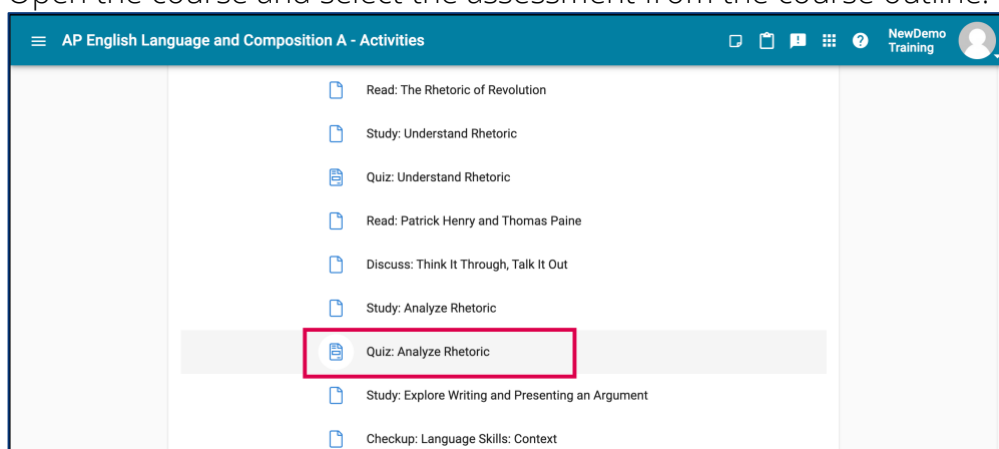 Open the course and select the assessment from the course outline.
AP English Language and Composition A - Activities
NewDemo
Training
Read: The Rhetoric of Revolution
Study: Understand Rhetoric
Quiz: Understand Rhetoric
Read: Patrick Henry and Thomas Paine
Discuss: Think It Through, Talk It Out
Study: Analyze Rhetoric
Quiz: Analyze Rhetoric
Study: Explore Writing and Presenting an Argument
Checkup: Language Skills: Context